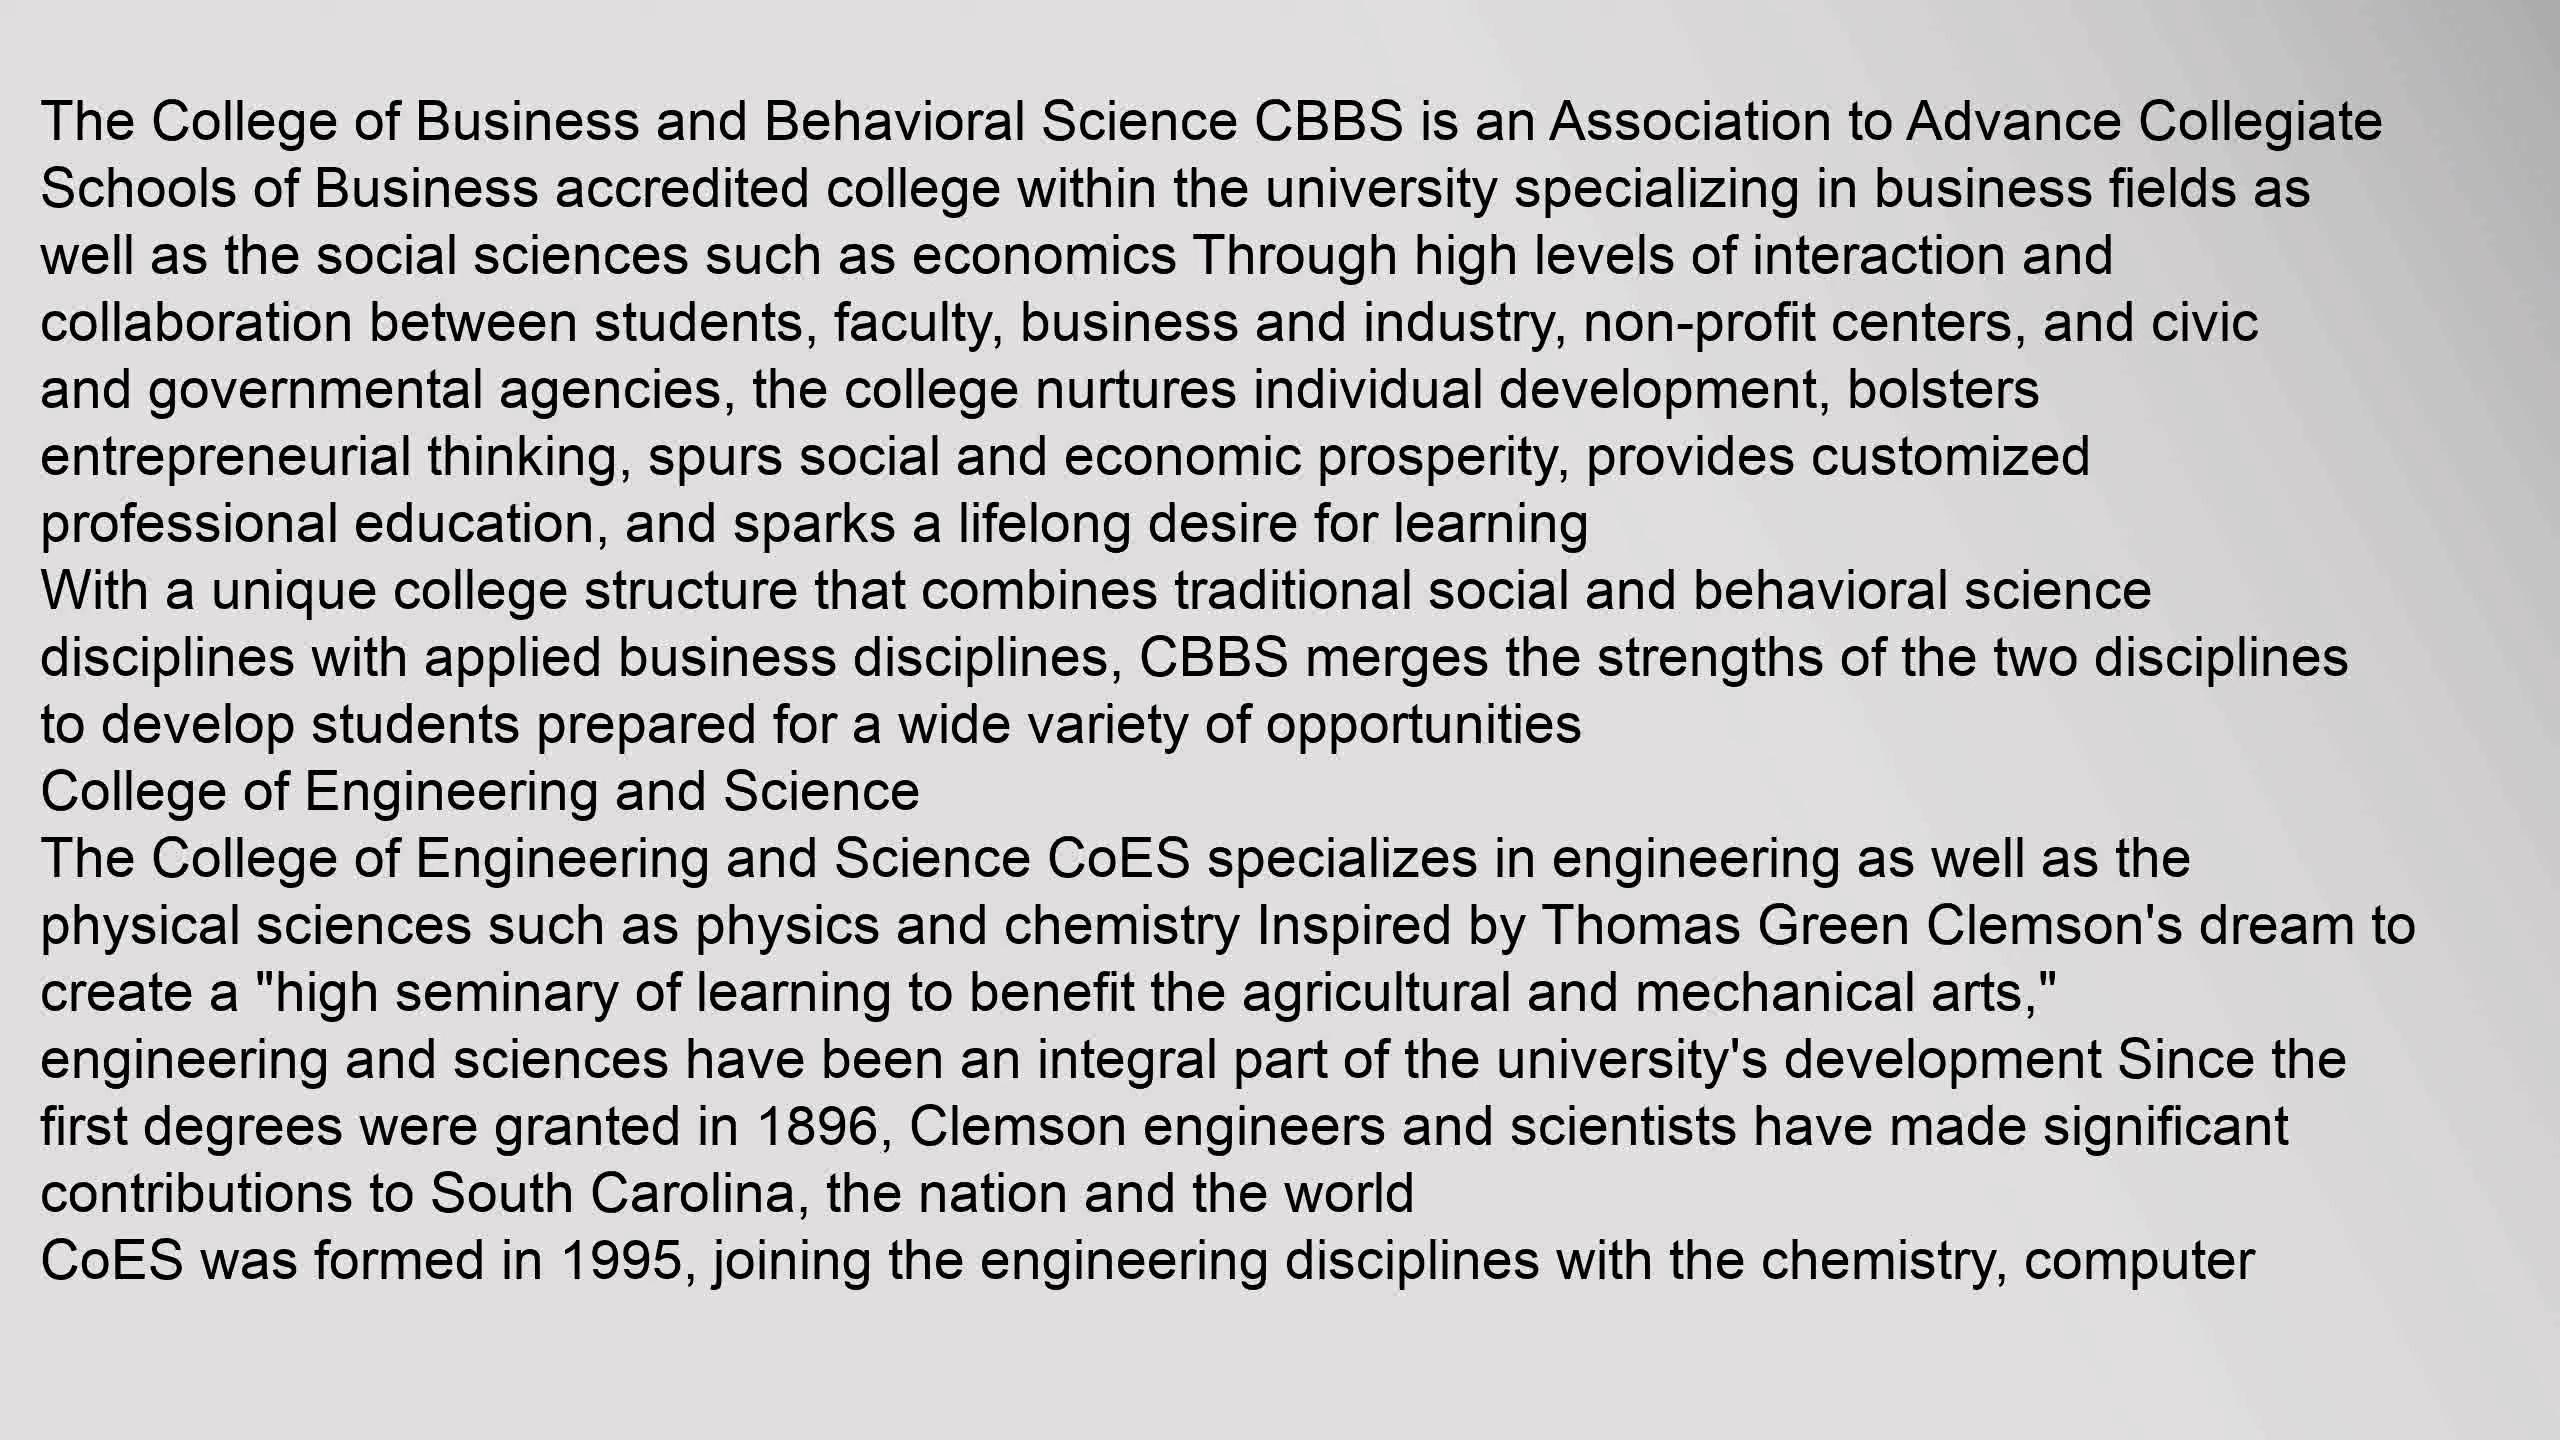 The College of Business and Behavioral Science CBBS is an Association to Advance Collegiate
Schools of Business accredited college within the university specializing in business fields as
well as the social sciences such as economics Through high levels of interaction and
collaboration between students, faculty, business and industry, non-profit centers, and civic
and governmental agencies, the college nurtures individual development, bolsters
entrepreneurial thinking, spurs social and economic prosperity, provides customized
professional education, and sparks a lifelong desire for learning
With a unique college structure that combines traditional social and behavioral science
disciplines with applied business disciplines, CBBS merges the strengths of the two disciplines
to develop students prepared for a wide variety of opportunities
College of Engineering and Science
The College of Engineering and Science CoES specializes in engineering as well as the
physical sciences such as physics and chemistry Inspired by Thomas Green Clemson's dream to
create a "high seminary of learning to benefit the agricultural and mechanical arts,"
engineering and sciences have been an integral part of the university's development Since the
first degrees were granted in 1896, Clemson engineers and scientists have made significant
contributions to South Carolina, the nation and the world
CoES was formed in 1995, joining the engineering disciplines with the chemistry, computer